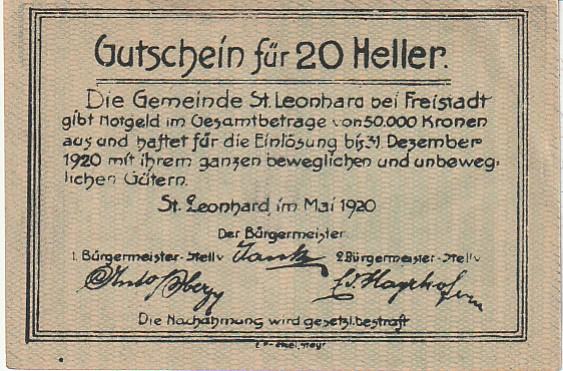 Gutschein für 20 Heller.
Die Gemeinde St. Leonhard bei Freistadt
gibt Notgeld im Gesamtbetrage von 50.000 Kronen
aus und haftet für die Einlösung bis 31. Dezember
1920 mit ihrem ganzen beweglichen und unbeweg-
lichen Gütern.
St. Leonhard, im Mai 1920
Der Bürgermeister
1. Bürgermeister-Stellv 2. Bürgermeister-Stellv
Die Nachahmung wird gesetzl. bestraft